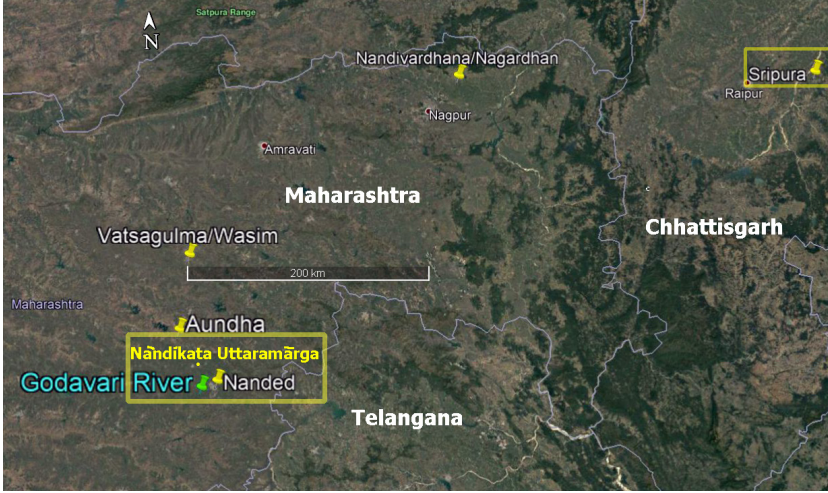 Satpura Range
N
Nandivardhana/Nagardhan
Sripura
Raipur
Nagpur
Amravati
Maharashtra
Chhattisgarh
Vatsagulma/Wasim
200 km
Maharashtra
Aundha
Nandikata Uttaramārga
Godavari River
Nanded
Telangana
c